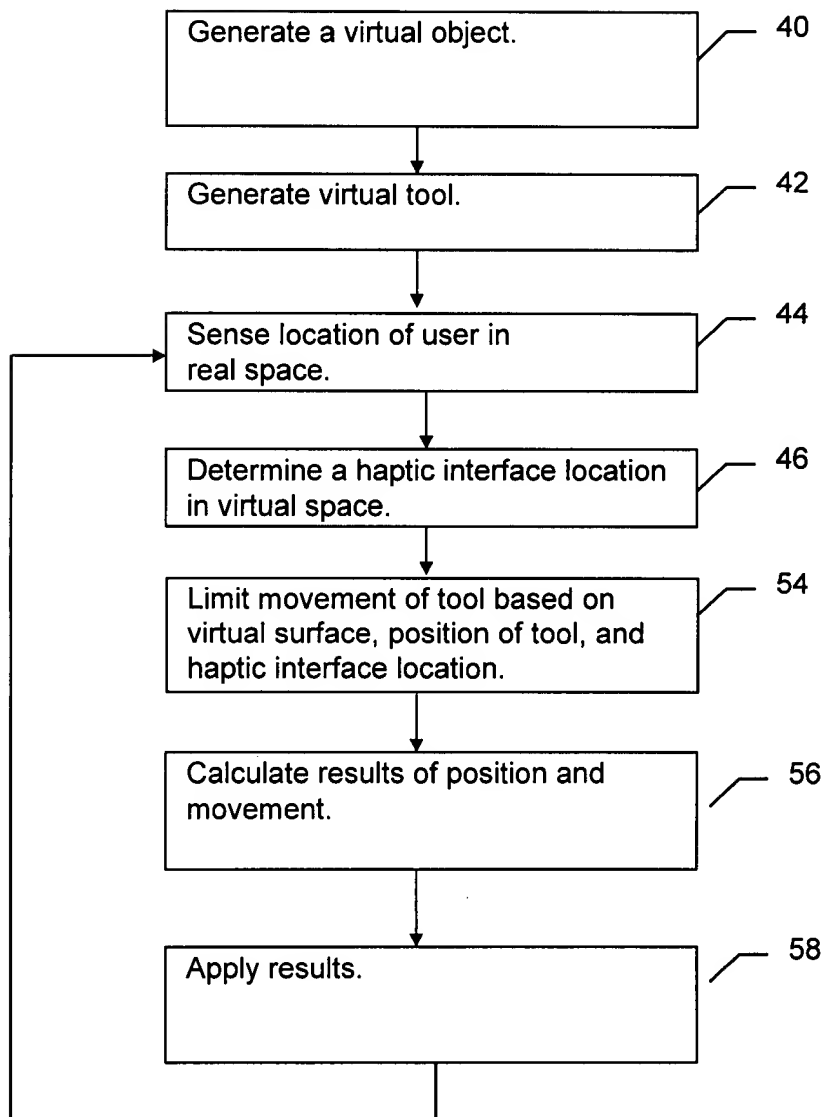 Generate a virtual object.
40
Generate virtual tool.
42
Sense location of user in
real space.
44
Determine a haptic interface location
in virtual space.
46
Limit movement of tool based on
virtual surface, position of tool, and
haptic interface location.
54
Calculate results of position and
movement.
56
Apply results.
58